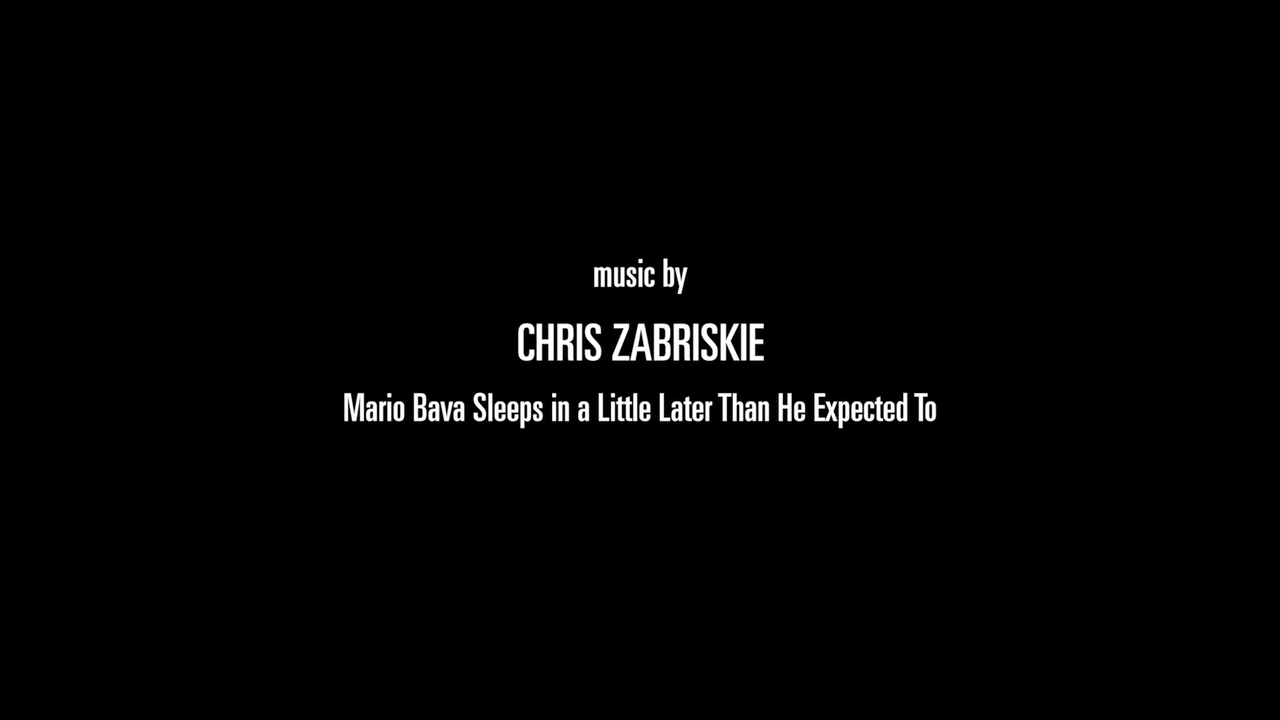 music by
CHRIS ZABRISKIE
Mario Bava Sleeps in a Little Later Than He Expected To